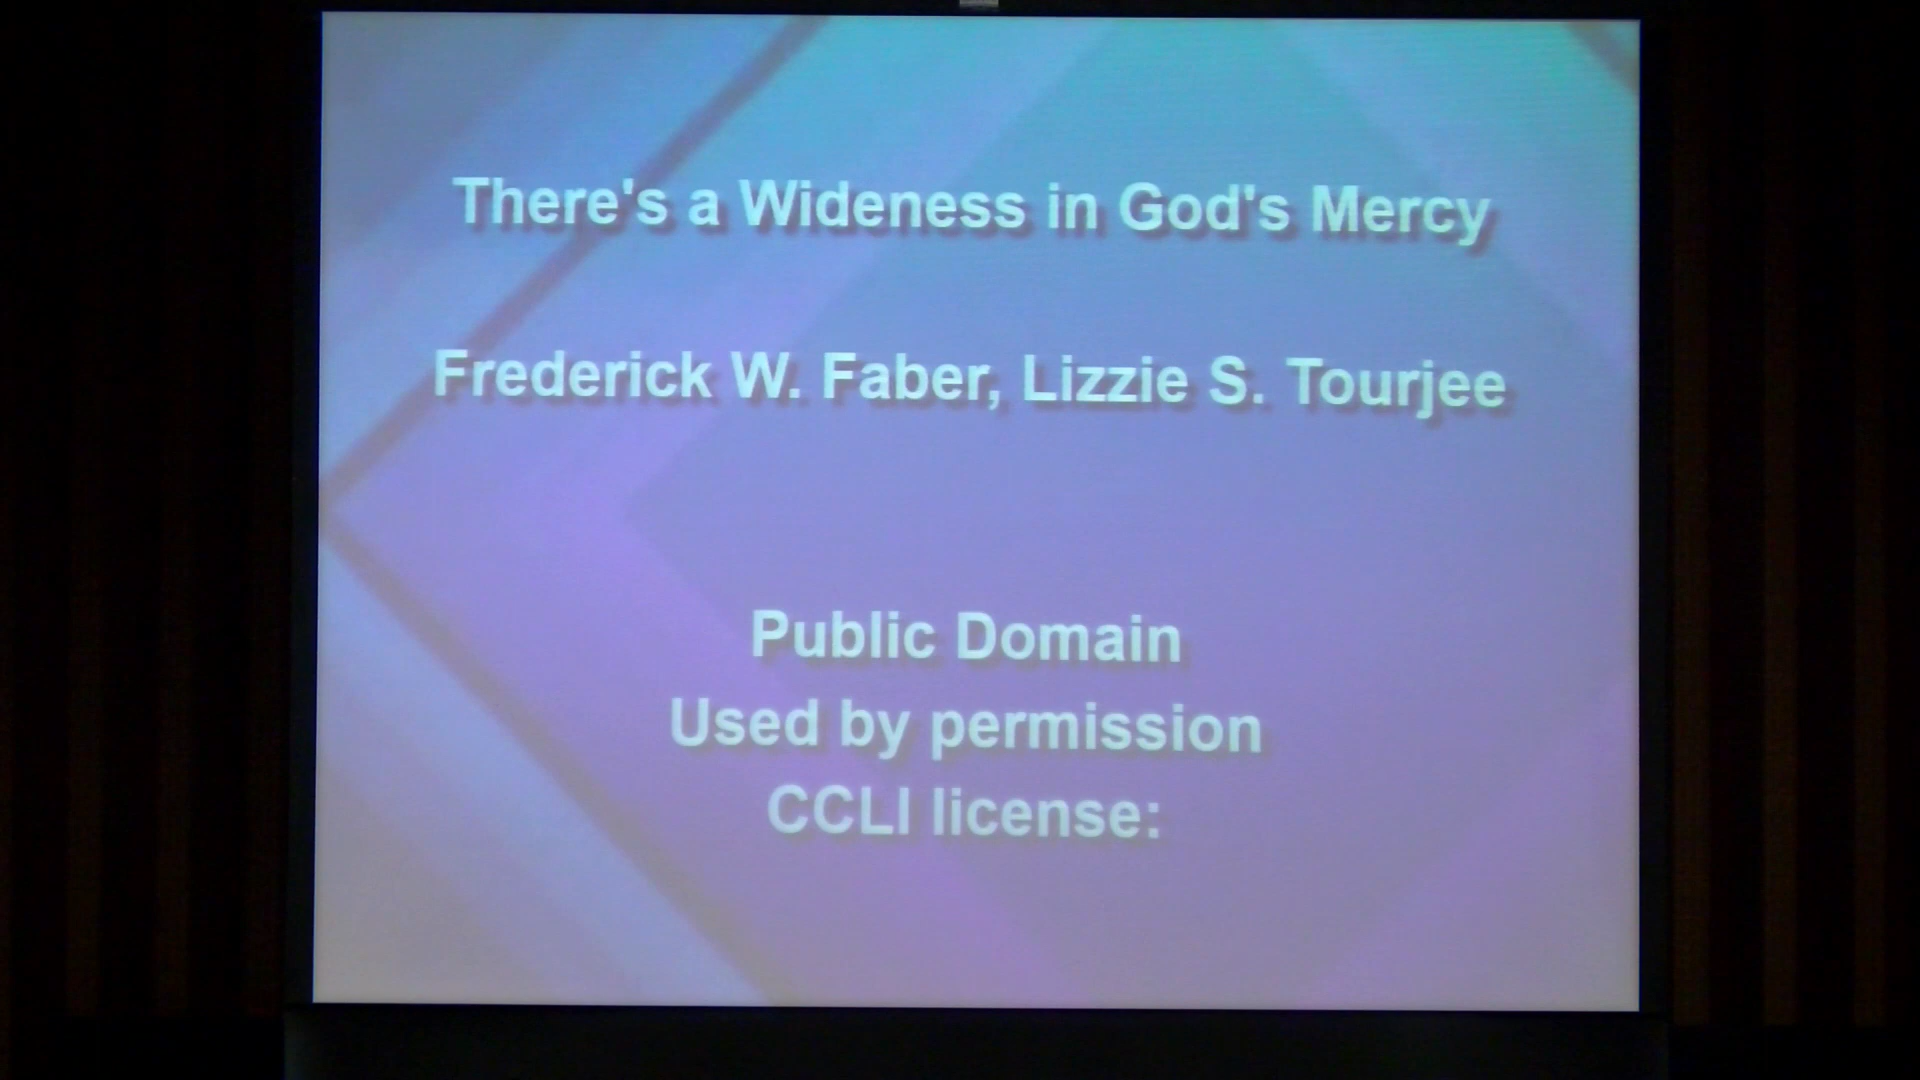 There's a Wideness in God's Mercy
Frederick W. Faber, Lizzie S. Tourjee
Public Domain
Used by permission
CCLI license: